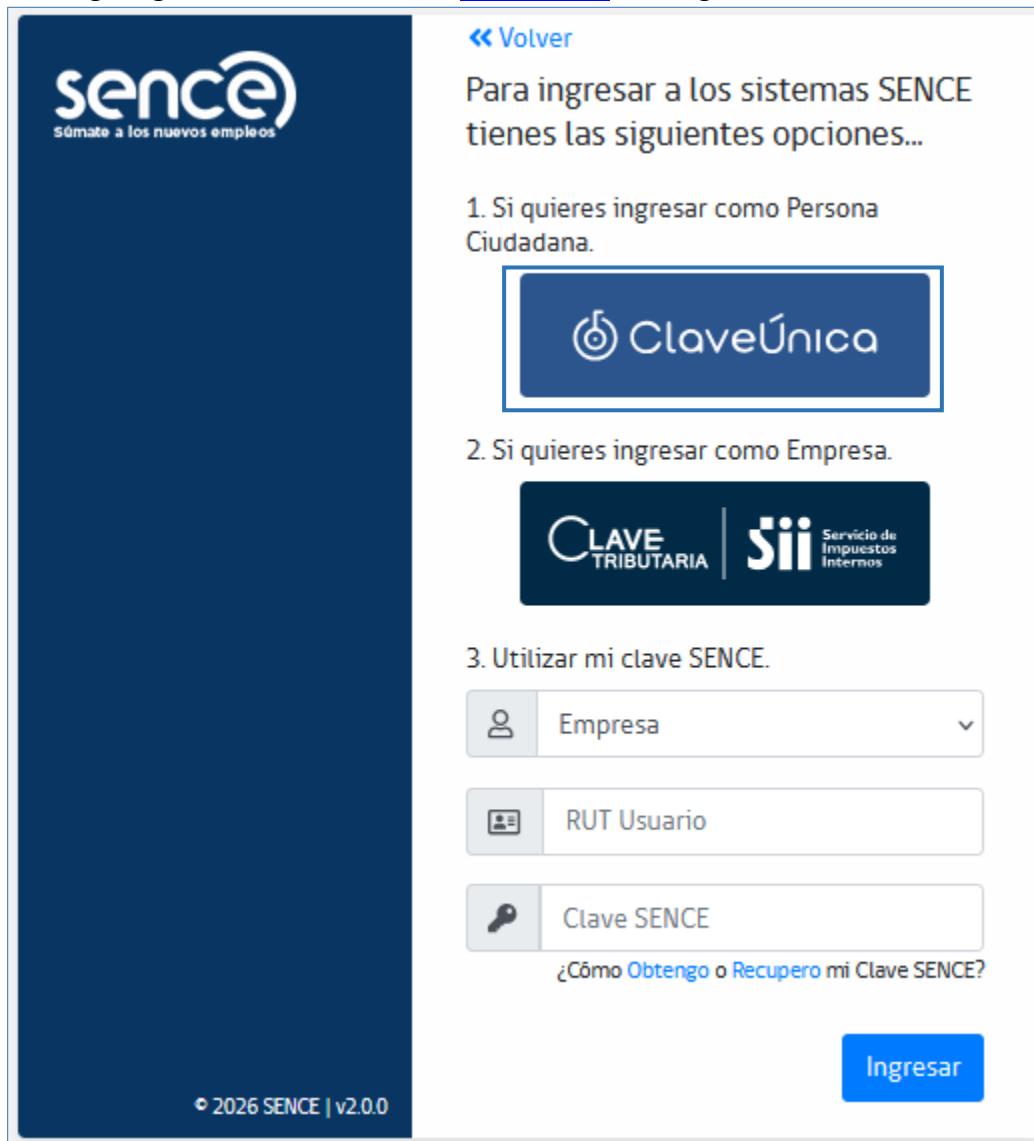 Volver
sence
Súmate a los nuevos empleos
Para ingresar a los sistemas SENCE
tienes las siguientes opciones...
1. Si quieres ingresar como Persona
Ciudadana.
ClaveÚnica
2. Si quieres ingresar como Empresa.
CLAVE
TRIBUTARIA
Sii
Servicio de
Impuestos
Internos
3. Utilizar mi clave SENCE.
Empresa
RUT Usuario
Clave SENCE
¿Cómo Obtengo o Recupero mi Clave SENCE?
Ingresar
© 2026 SENCE | v2.0.0